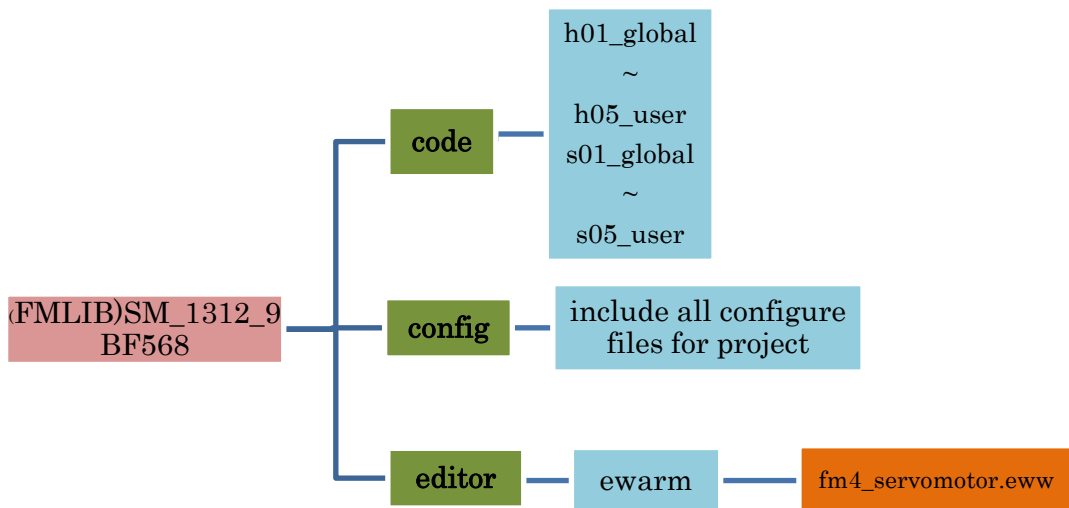 (FMLIB)SM_1312_9
BF568
code
h01_global
~
h05_user
s01_global
~
s05_user
config
include all configure
files for project
editor
ewarm
fm4_servomotor.eww